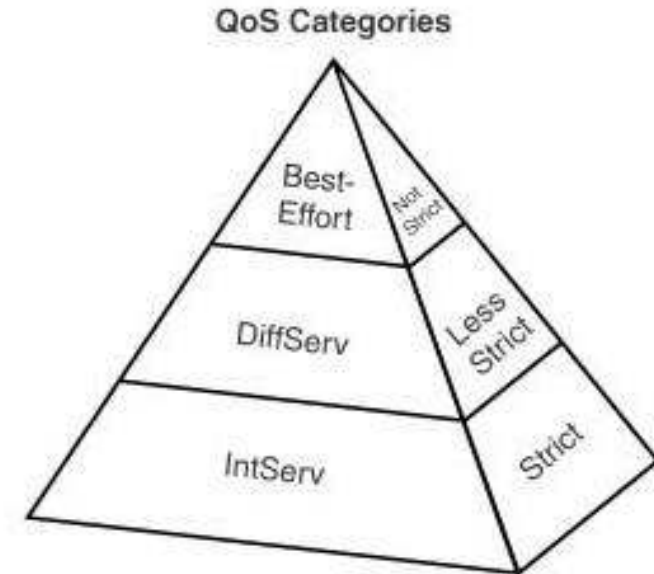 QoS Categories
Best-
Effort
Not
Strict
DiffServ
Less
Strict
IntServ
Strict